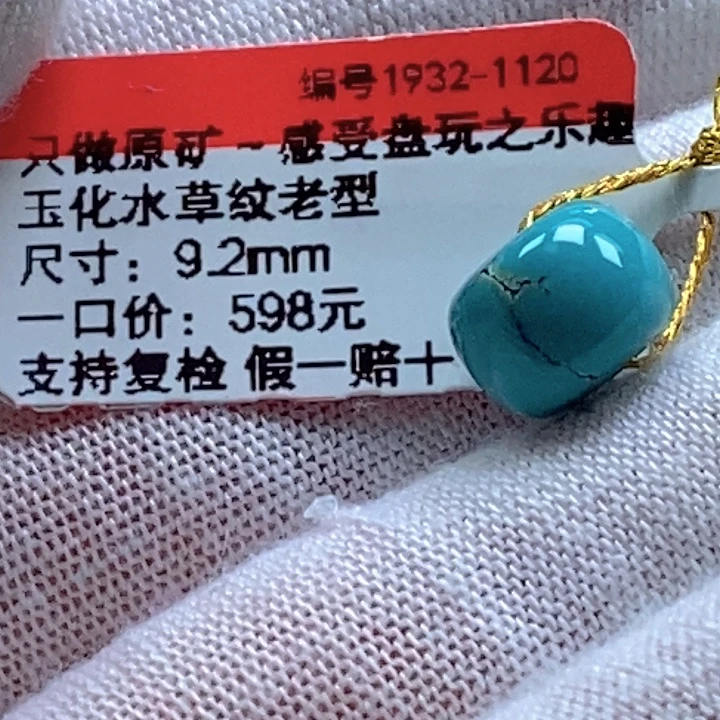 编号1932-1120
只做原矿～感受盘玩之乐趣
玉化水草纹老型
尺寸：9.2mm
一口价：598元
支持复检 假一赔十